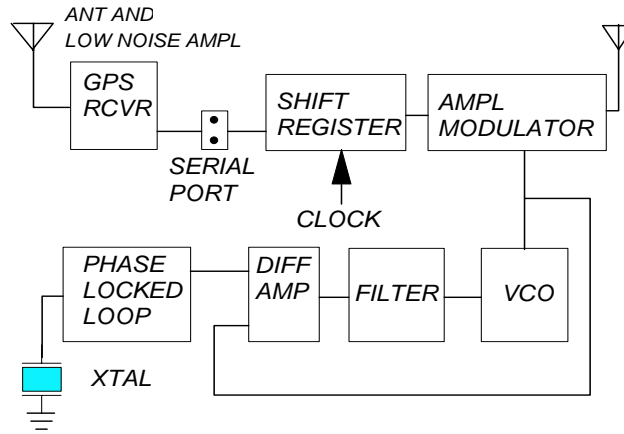 ANT AND
LOW NOISE AMPL
GPS
RCVR
SERIAL
PORT
SHIFT
REGISTER
CLOCK
AMPL
MODULATOR
PHASE
LOCKED
LOOP
DIFF
AMP
FILTER
VCO
XTAL